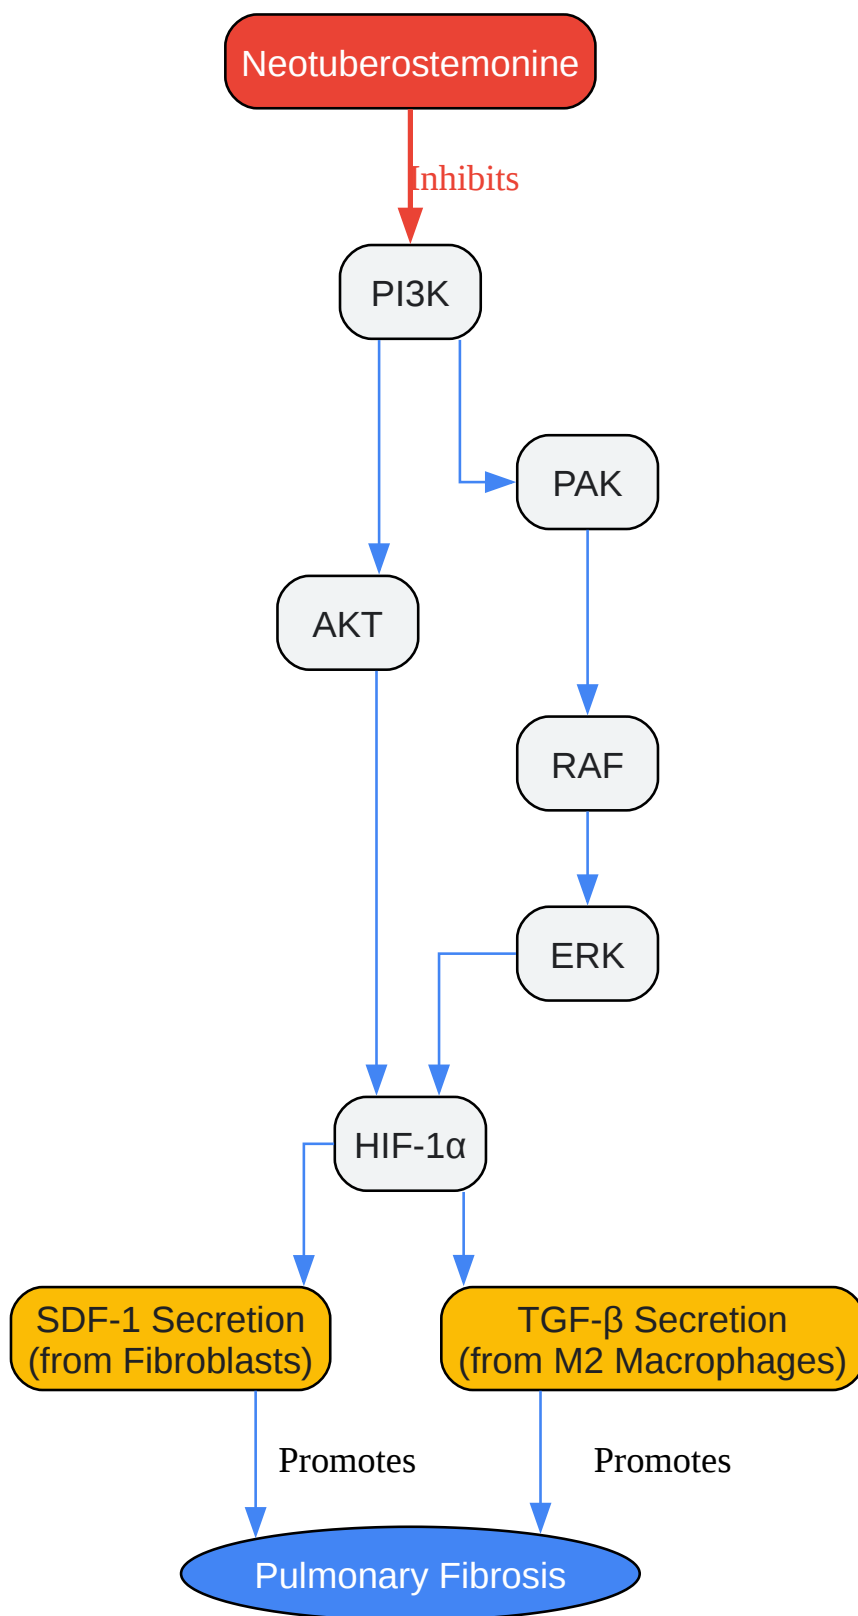 Neotuberostemonine
Inhibits
PI3K
PAK
AKT
RAF
ERK
HIF-1α
SDF-1 Secretion
(from Fibroblasts)
TGF-β Secretion
(from M2 Macrophages)
Promotes
Promotes
Pulmonary Fibrosis